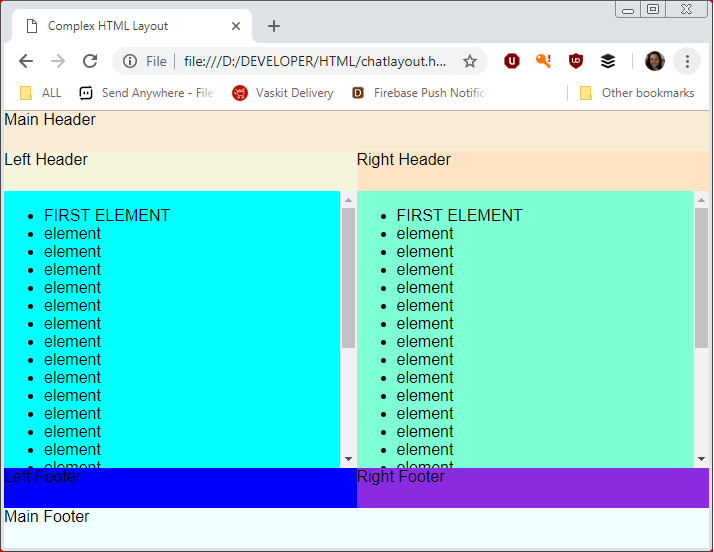 Complex HTML Layout
File file:///D:/DEVELOPER/HTML/chatlayout.h...
ALL Send Anywhere - File Vaskit Delivery Firebase Push Notific Other bookmarks
Main Header
Left Header Right Header
• FIRST ELEMENT • FIRST ELEMENT
• element • element
• element • element
• element • element
• element • element
• element • element
• element • element
• element • element
• element • element
• element • element
• element • element
• element • element
• element • element
• element • element
• element • element
Left Footer Right Footer
Main Footer